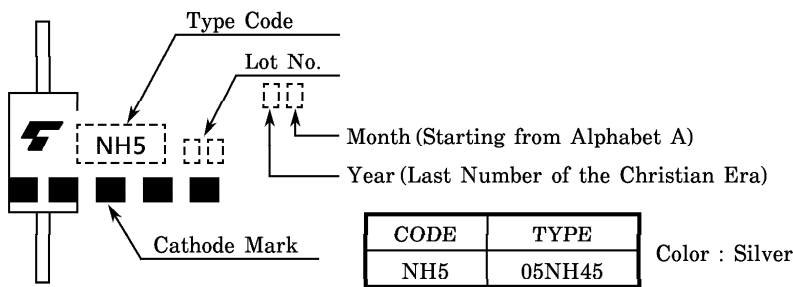 Type Code
Lot No.
NH5
Month (Starting from Alphabet A)
Year (Last Number of the Christian Era)
Cathode Mark
CODE TYPE
NH5 05NH45
Color : Silver